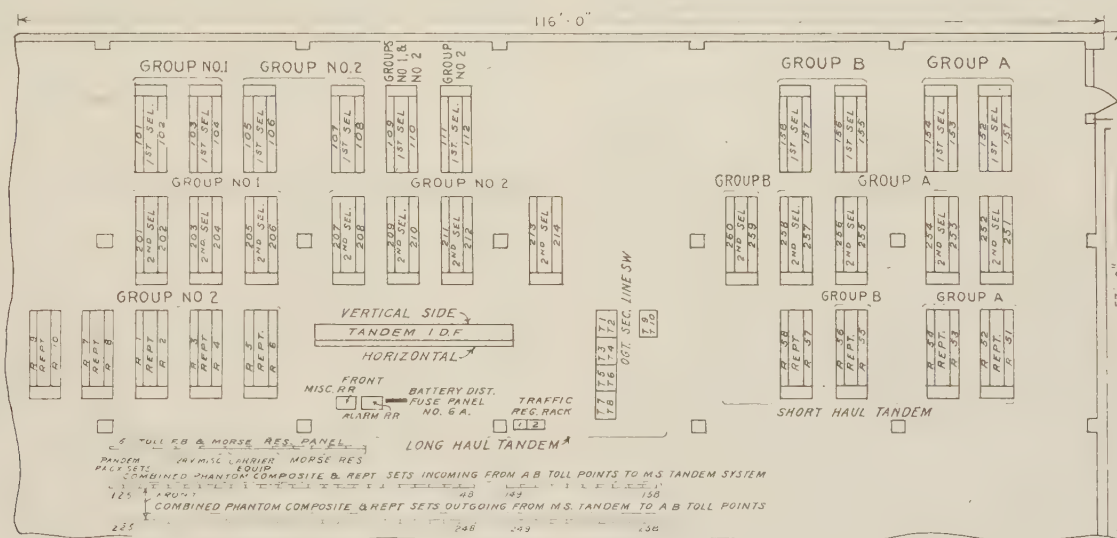 116'-0"
GROUP NO.1
GROUP NO.2
GROUPS NO 1, & NO 2
GROUP NO 2
GROUP B
GROUP A
101 1ST SEL. 102
103 1ST SEL. 104
105 1ST SEL. 106
107 1ST SEL. 108
109 1ST SEL. 110
111 1ST SEL. 112
158 1ST SEL. 157
156 1ST SEL. 155
154 1ST SEL. 153
152 1ST SEL. 151
GROUP NO 1
GROUP NO 2
GROUP B
GROUP A
201 2ND SEL. 202
203 2ND SEL. 204
205 2ND SEL. 206
207 2ND SEL. 208
209 2ND SEL. 210
211 2ND SEL. 212
213 2ND SEL. 214
260 2ND SEL. 259
258 2ND SEL. 257
256 2ND SEL. 255
254 2ND SEL. 253
252 2ND SEL. 251
GROUP NO 2
GROUP B
GROUP A
R 9 REPT R 10
R 7 REPT R 8
R 1 REPT R 2
R 3 REPT R 4
R 5 REPT. R 6
VERTICAL SIDE
TANDEM I.D.F
HORIZONTAL
OGT. SEC. LINE SW
T1 T2
T3 T4
T5 T6
T7 T8
T9 T10
R 58 REPT. R 57
R 56 REPT. R 55
R 54 REPT. R 53
R 52 REPT. R 51
FRONT
MISC. RR
ALARM RR
BATTERY DIST. FUSE PANEL NO. 6 A.
TRAFFIC REG. RACK
1 2
SHORT HAUL TANDEM
LONG HAUL TANDEM
6 TOLL F.B & MORSE RES. PANEL
PACK SETS
MISC CARRIER EQUIP
MORSE RES
COMBINED PHANTOM COMPOSITE & REPT SETS INCOMING FROM A B TOLL POINTS TO M.S TANDEM SYSTEM
125 FRONT 48 149 158
COMBINED PHANTOM COMPOSITE & REPT SETS OUTGOING FROM M.S. TANDEM TO A B TOLL POINTS
225 248 249 258